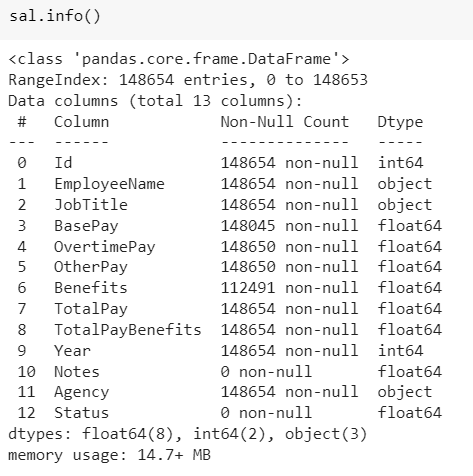 sal.info()
<class 'pandas.core.frame.DataFrame'>
RangeIndex: 148654 entries, 0 to 148653
Data columns (total 13 columns):
 #   Column            Non-Null Count   Dtype
---  ------            --------------   -----
 0   Id                148654 non-null  int64
 1   EmployeeName      148654 non-null  object
 2   JobTitle          148654 non-null  object
 3   BasePay           148045 non-null  float64
 4   OvertimePay       148650 non-null  float64
 5   OtherPay          148650 non-null  float64
 6   Benefits          112491 non-null  float64
 7   TotalPay          148654 non-null  float64
 8   TotalPayBenefits  148654 non-null  float64
 9   Year              148654 non-null  int64
 10  Notes             0 non-null       float64
 11  Agency            148654 non-null  object
 12  Status            0 non-null       float64
dtypes: float64(8), int64(2), object(3)
memory usage: 14.7+ MB